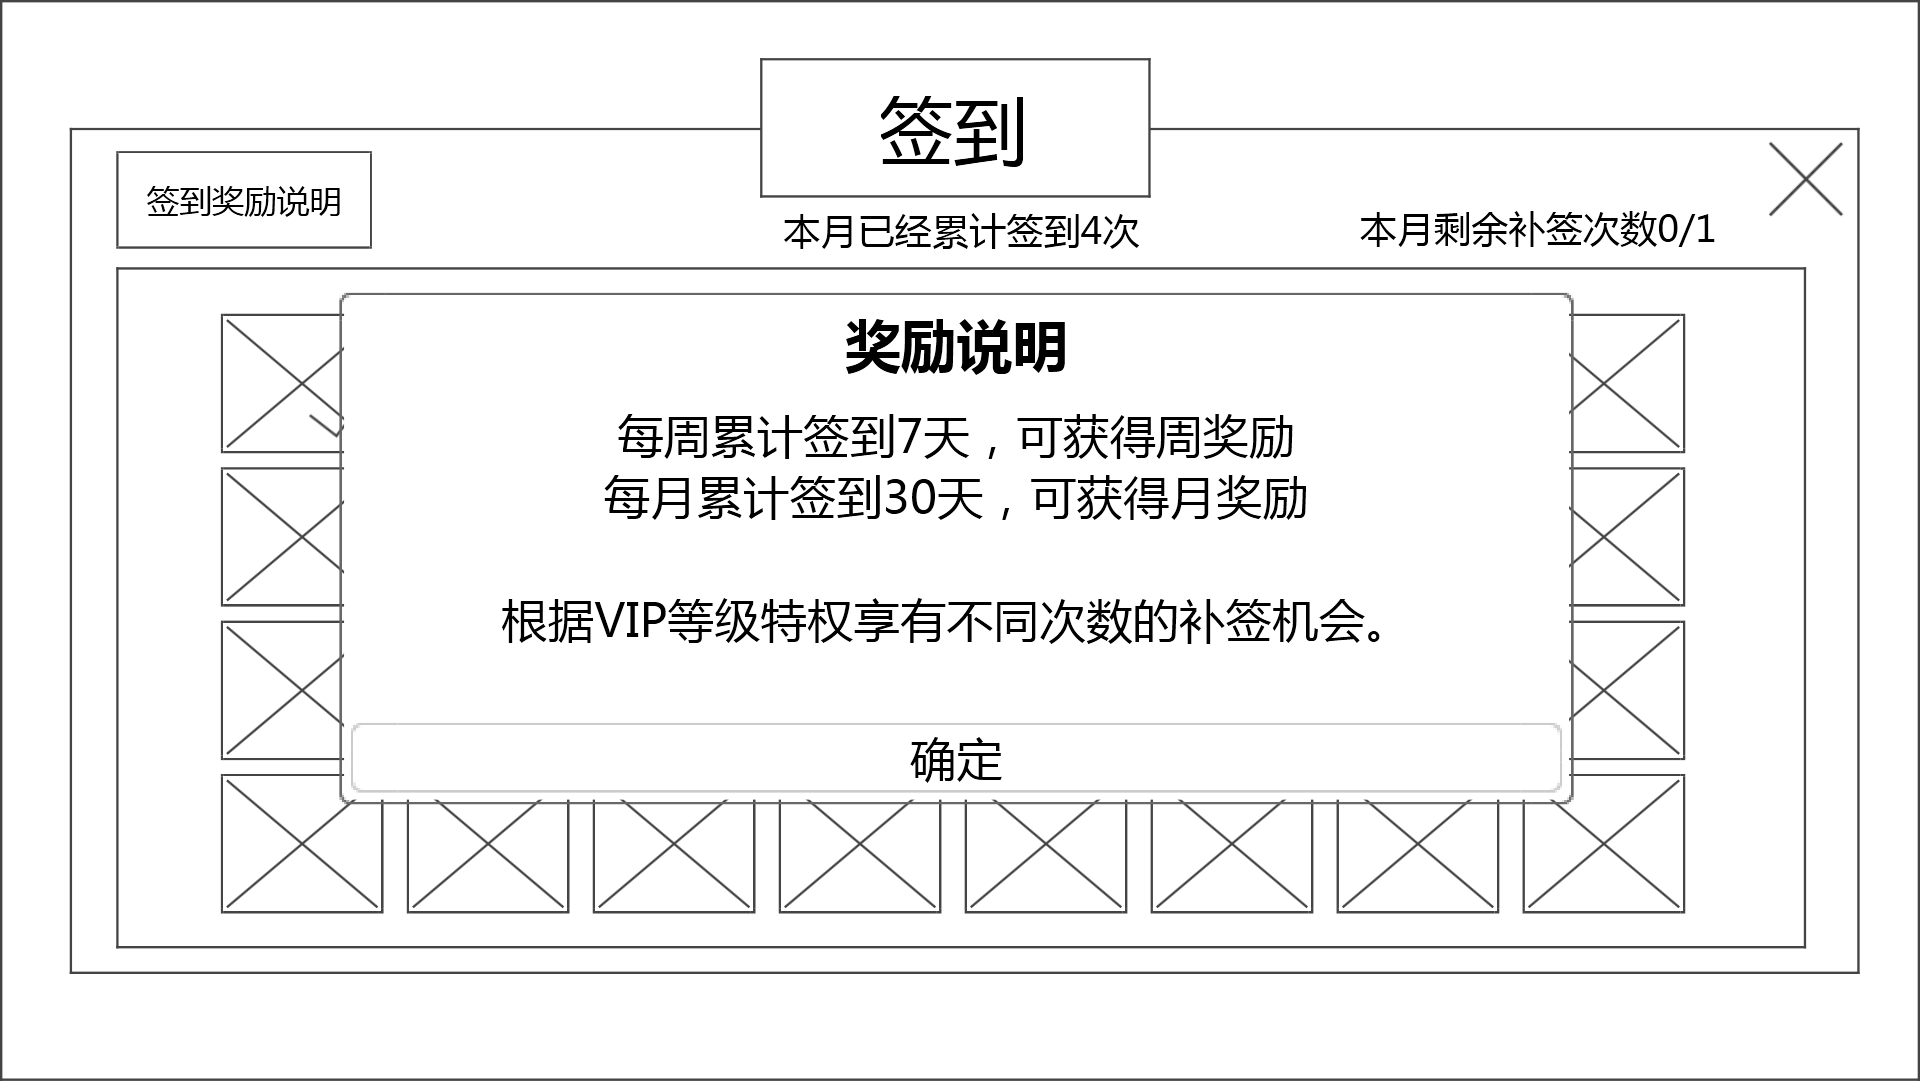 签到
签到奖励说明
本月已经累计签到4次
本月剩余补签次数0/1
奖励说明
每周累计签到7天，可获得周奖励
每月累计签到30天，可获得月奖励
根据VIP等级特权享有不同次数的补签机会。
确定